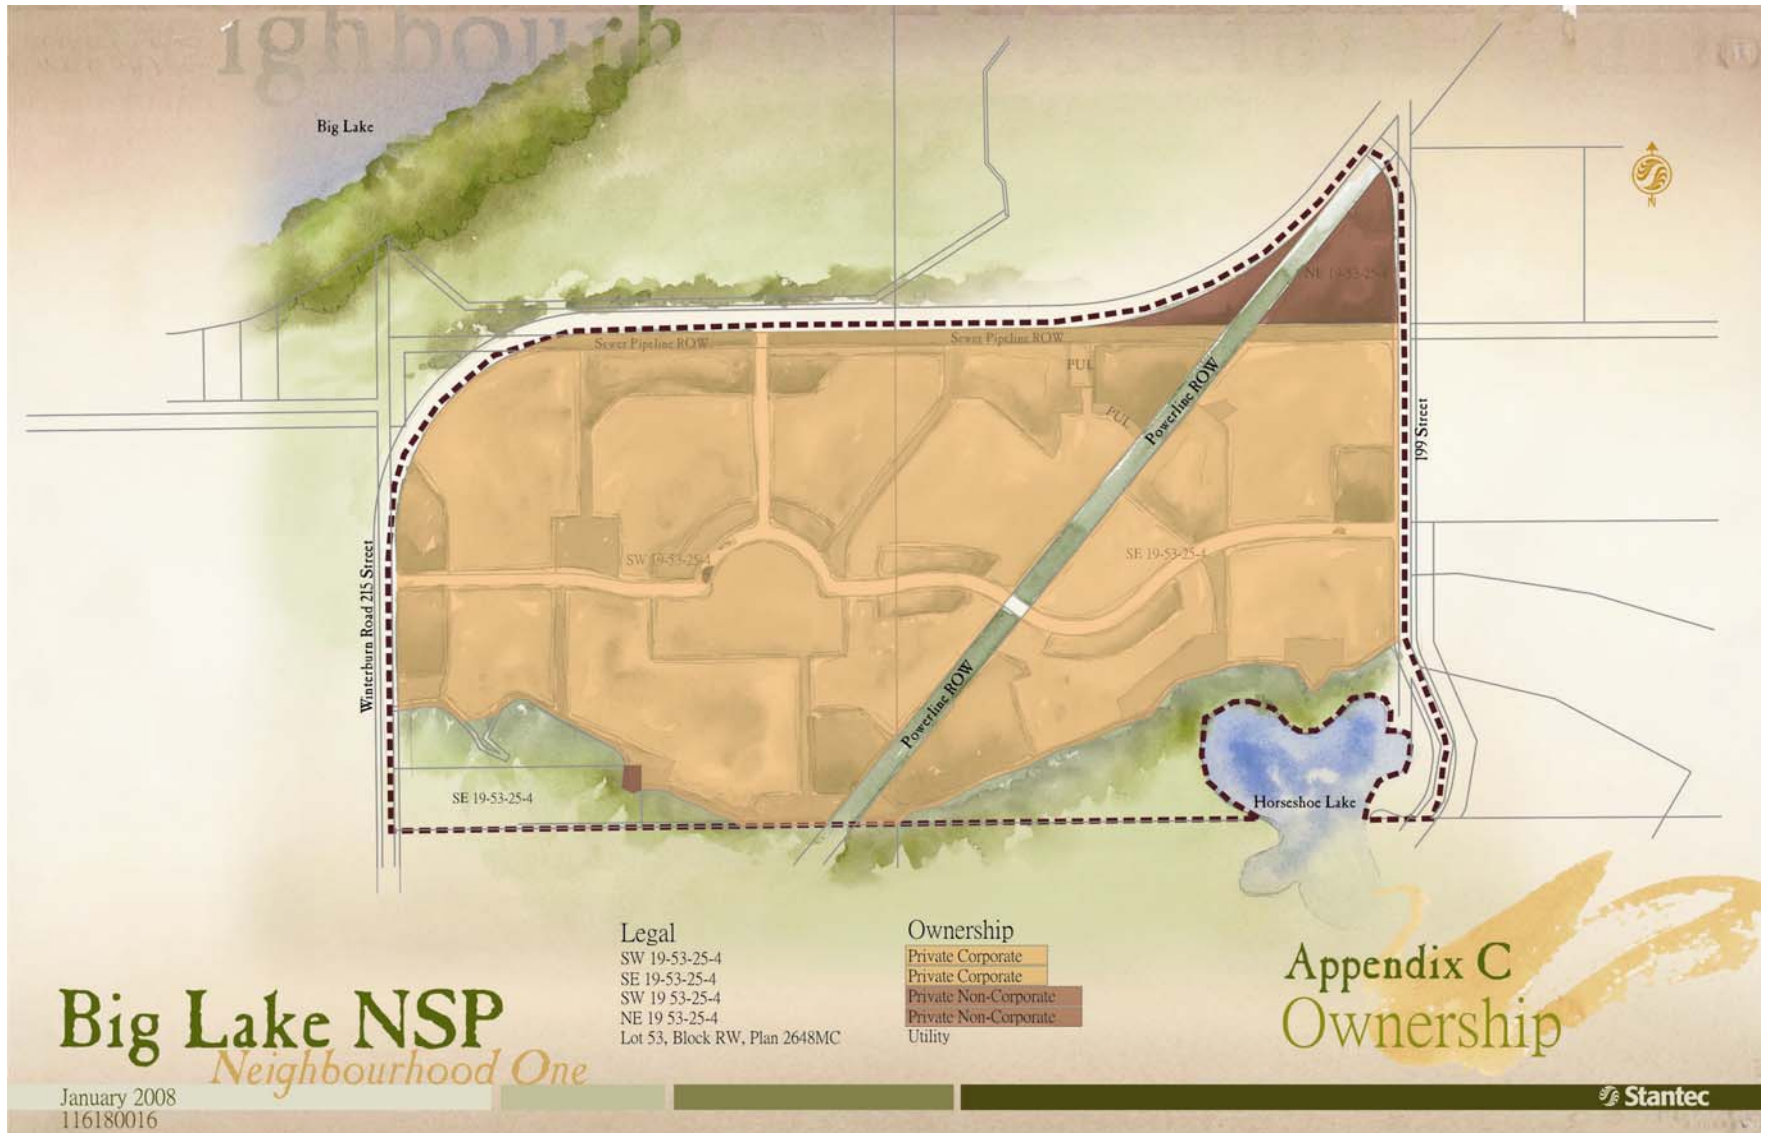 ighbourh
Big Lake
N
NE 19-53-25-4
Sewer Pipeline ROW
Sewer Pipeline ROW
PUL
PUL
Powerline ROW
199 Street
SW 19-53-25-4
SE 19-53-25-4
Winterburn Road 215 Street
Powerline ROW
SE 19-53-25-4
Horseshoe Lake
Legal
SW 19-53-25-4
SE 19-53-25-4
SW 19 53-25-4
NE 19 53-25-4
Lot 53, Block RW, Plan 2648MC
Ownership
Private Corporate
Private Corporate
Private Non-Corporate
Private Non-Corporate
Utility
Appendix C
Ownership
Big Lake NSP
Neighbourhood One
January 2008
116180016
Stantec